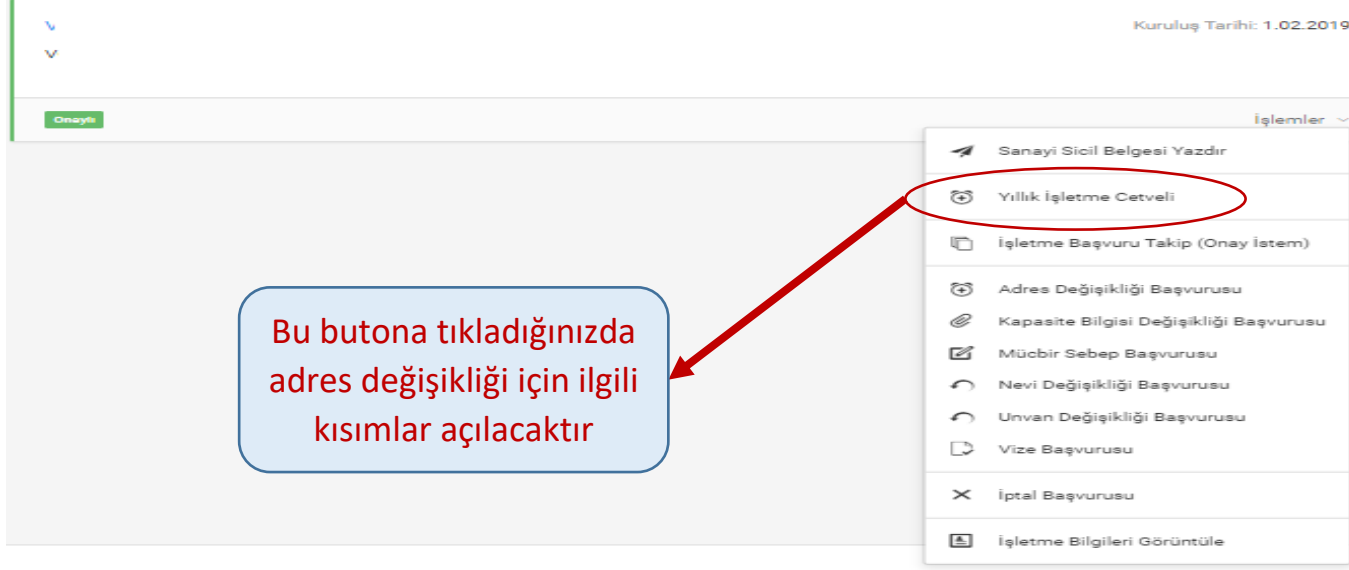 Kuruluş Tarihi: 1.02.2019
Onaylı
İşlemler
Sanayi Sicil Belgesi Yazdır
Yıllık İşletme Cetveli
İşletme Başvuru Takip (Onay İstem)
Adres Değişikliği Başvurusu
Kapasite Bilgisi Değişikliği Başvurusu
Mücbir Sebep Başvurusu
Nevi Değişikliği Başvurusu
Unvan Değişikliği Başvurusu
Vize Başvurusu
İptal Başvurusu
İşletme Bilgileri Görüntüle
Bu butona tıkladığınızda
adres değişikliği için ilgili
kısımlar açılacaktır